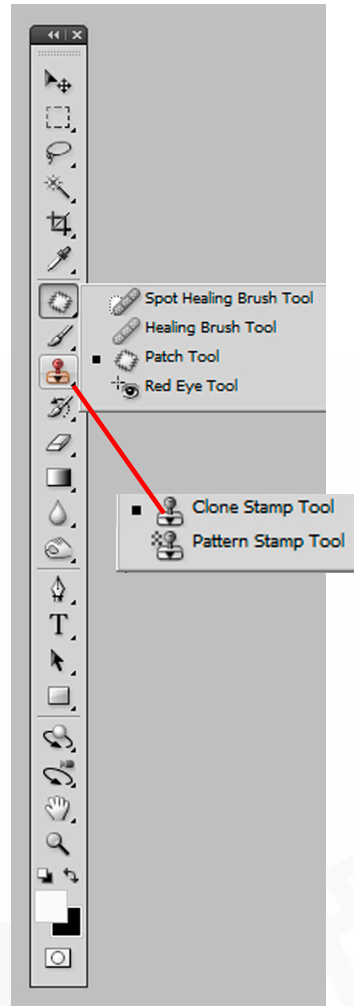 Spot Healing Brush Tool
Healing Brush Tool
Patch Tool
Red Eye Tool
Clone Stamp Tool
Pattern Stamp Tool